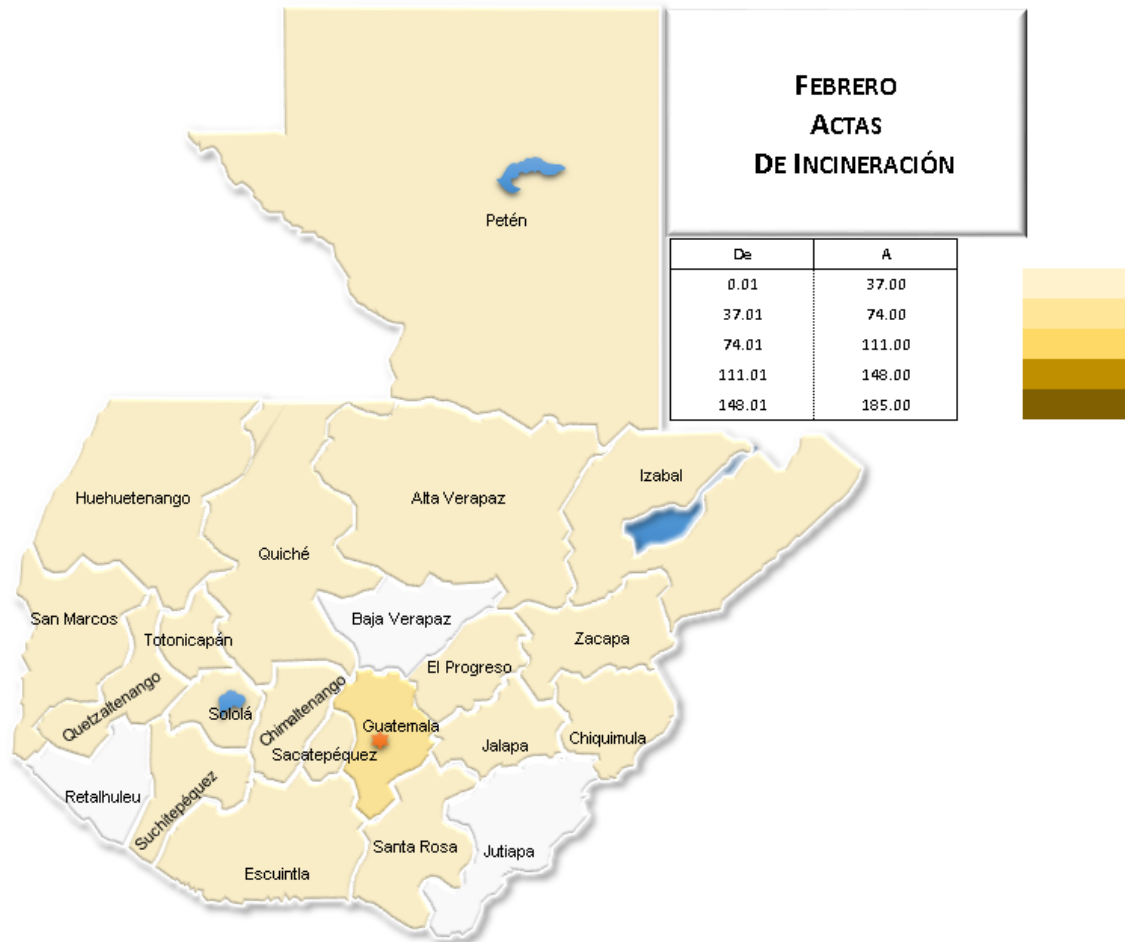 FEBRERO
ACTAS
DE INCINERACIÓN
De A
0.01 37.00
37.01 74.00
74.01 111.00
111.01 148.00
148.01 185.00
Petén
Izabal
Huehuetenango
Alta Verapaz
Quiché
San Marcos
Baja Verapaz
Totonicapán
Zacapa
El Progreso
Quetzaltenango
Sololá
Chimaltenango
Guatemala
Sacatepéquez
Jalapa
Chiquimula
Retalhuleu
Suchitepéquez
Santa Rosa
Jutiapa
Escuintla